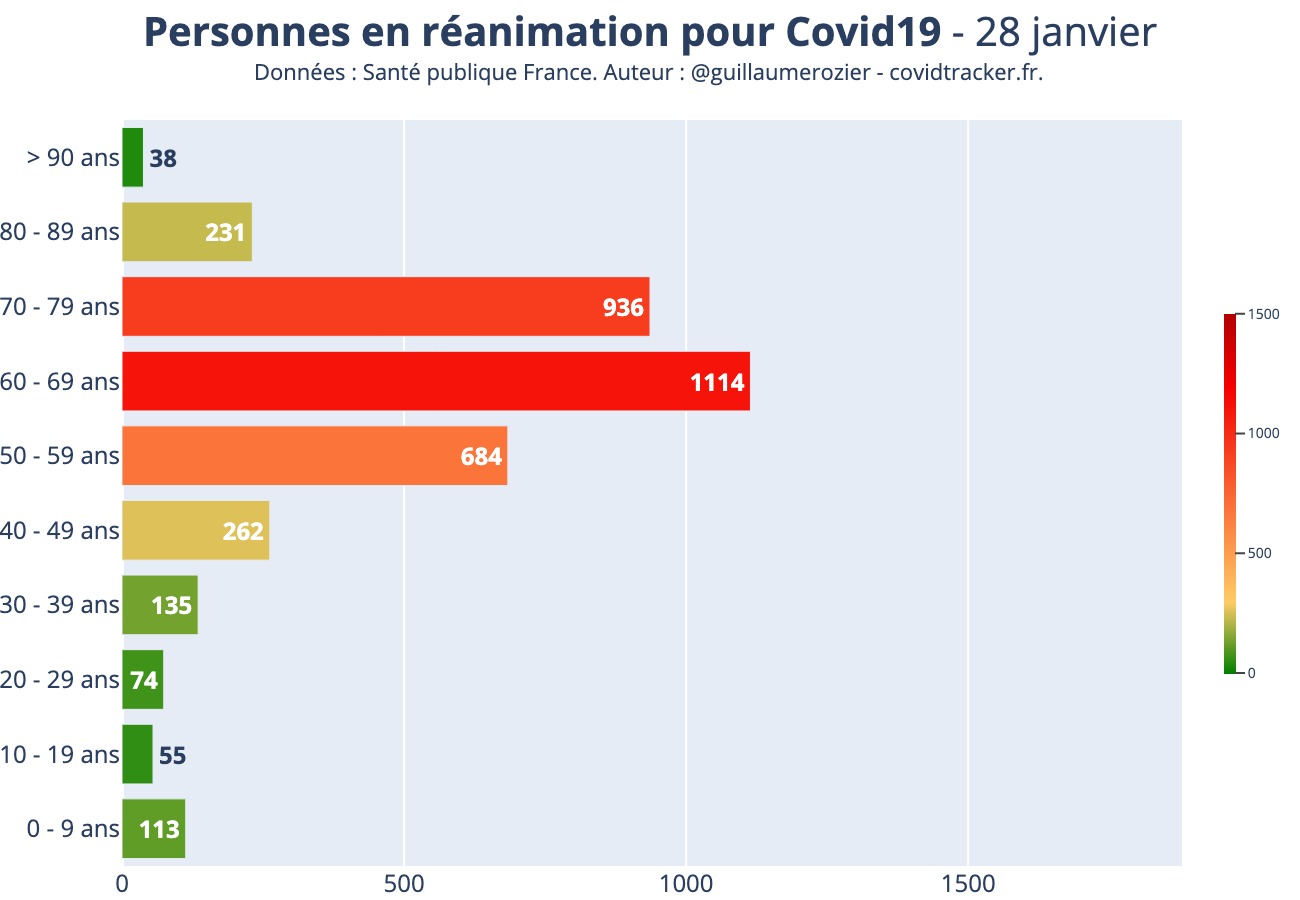 Personnes en réanimation pour Covid19 - 28 janvier
Données : Santé publique France. Auteur : @guillaumerozier - covidtracker.fr.
> 90 ans 38
80 - 89 ans 231
70 - 79 ans 936
60 - 69 ans 1114
50 - 59 ans 684
40 - 49 ans 262
30 - 39 ans 135
20 - 29 ans 74
10 - 19 ans 55
0 - 9 ans 113
0 500 1000 1500
1500
1000
500
0